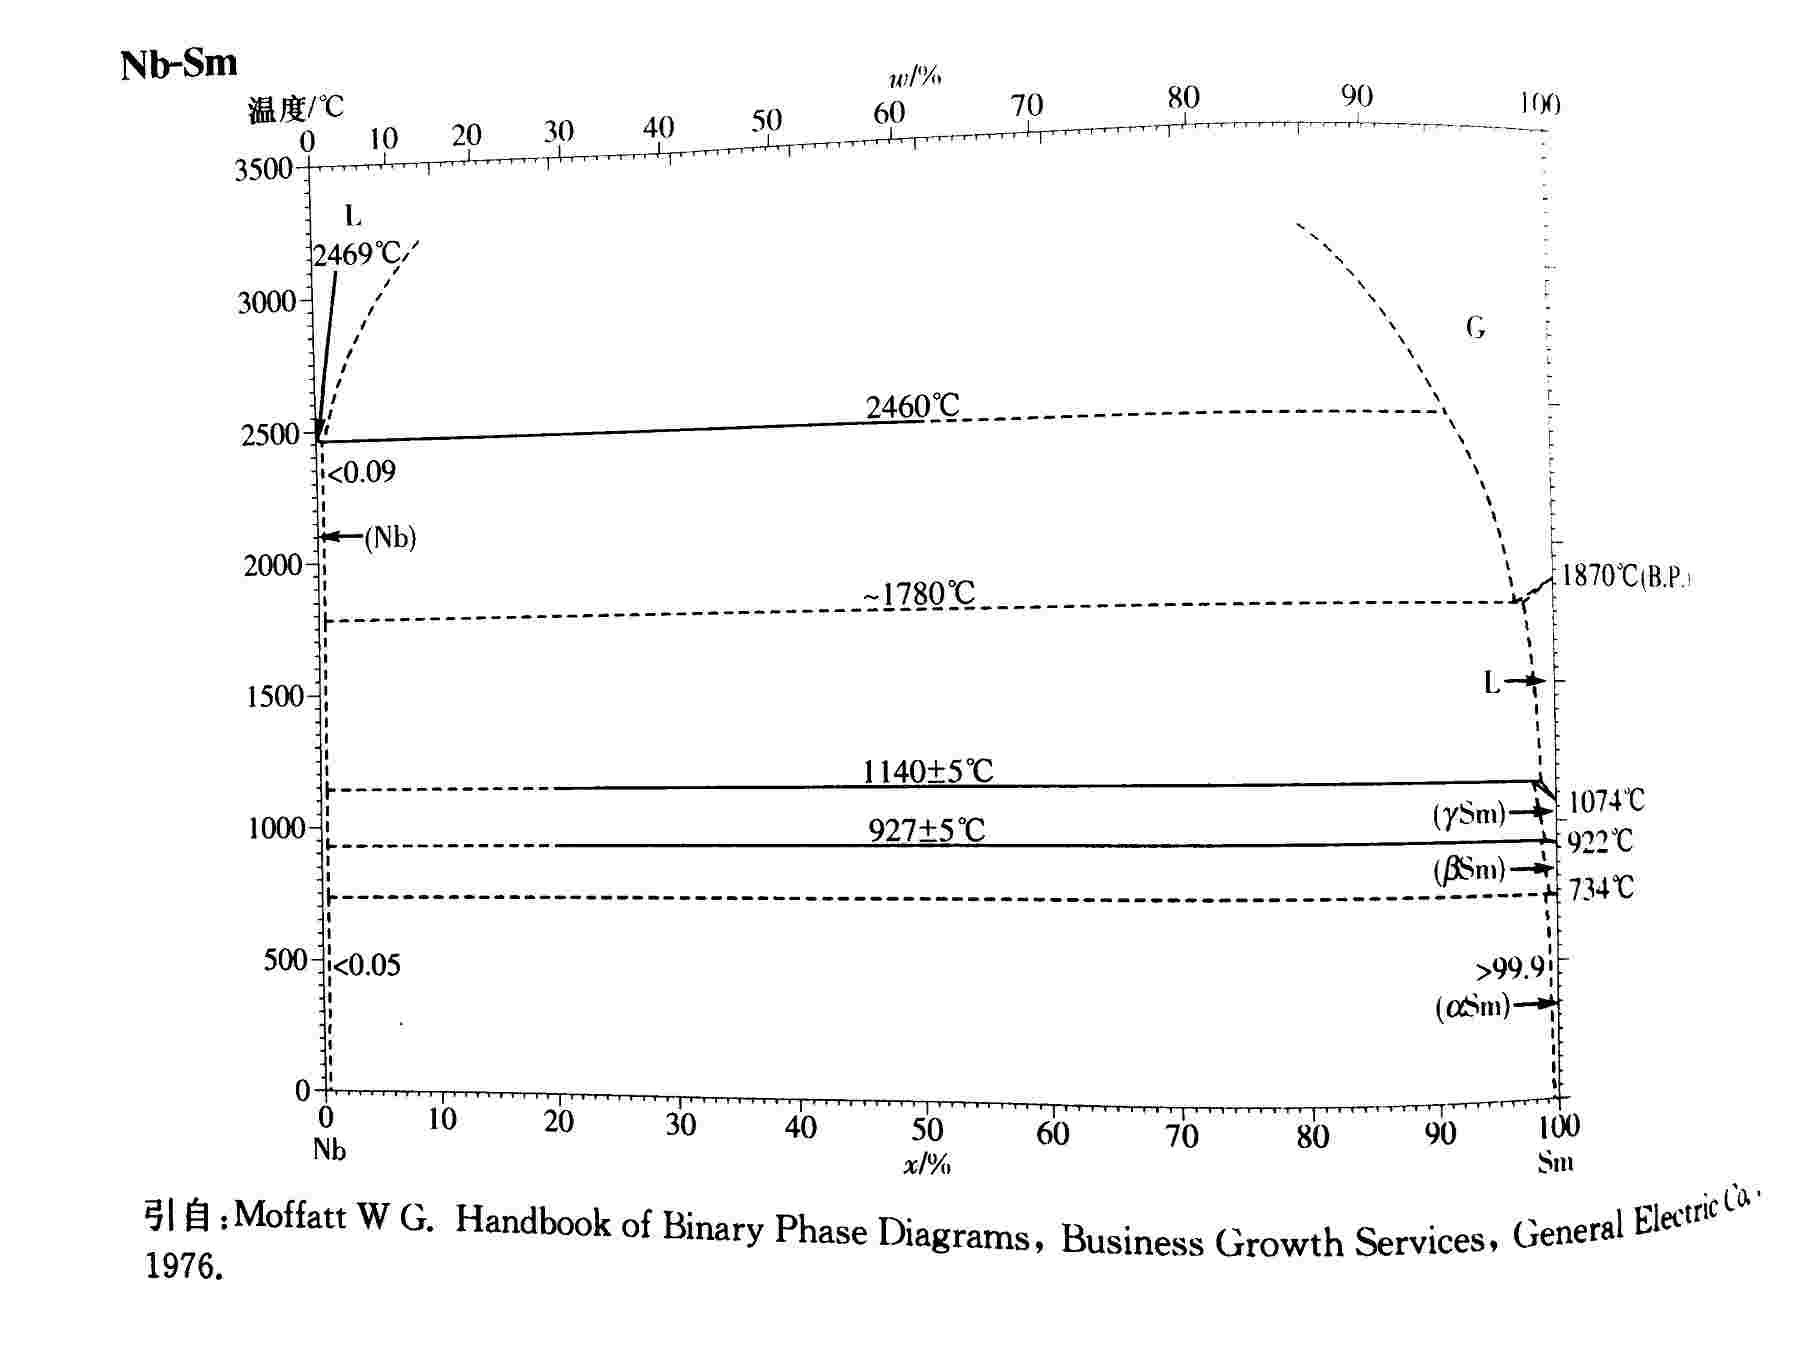 Nb-Sm
w/%
温度/℃
0 10 20 30 40 50 60 70 80 90 100
3500
L
2469℃
3000
G
2460℃
2500
<0.09
(Nb)
2000
1870℃(B.P.)
~1780℃
L
1500
1140±5℃
1074℃
(γSm)
1000
927±5℃
922℃
(βSm)
734℃
500
<0.05
>99.9
(αSm)
0
0 10 20 30 40 50 60 70 80 90 100
Nb
x/%
Sm
引自:Moffatt W G. Handbook of Binary Phase Diagrams, Business Growth Services, General Electric Co.,
1976.